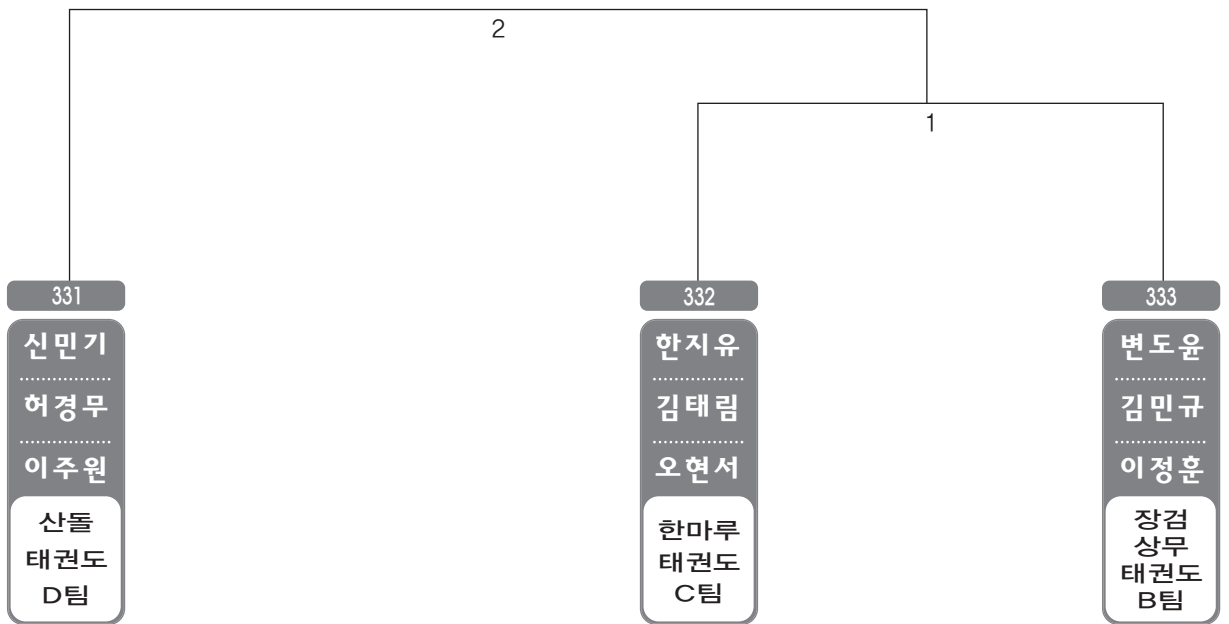 2
1
331
신민기
허경무
이주원
산돌
태권도
D팀
332
한지유
김태림
오현서
한마루
태권도
C팀
333
변도윤
김민규
이정훈
장검
상무
태권도
B팀